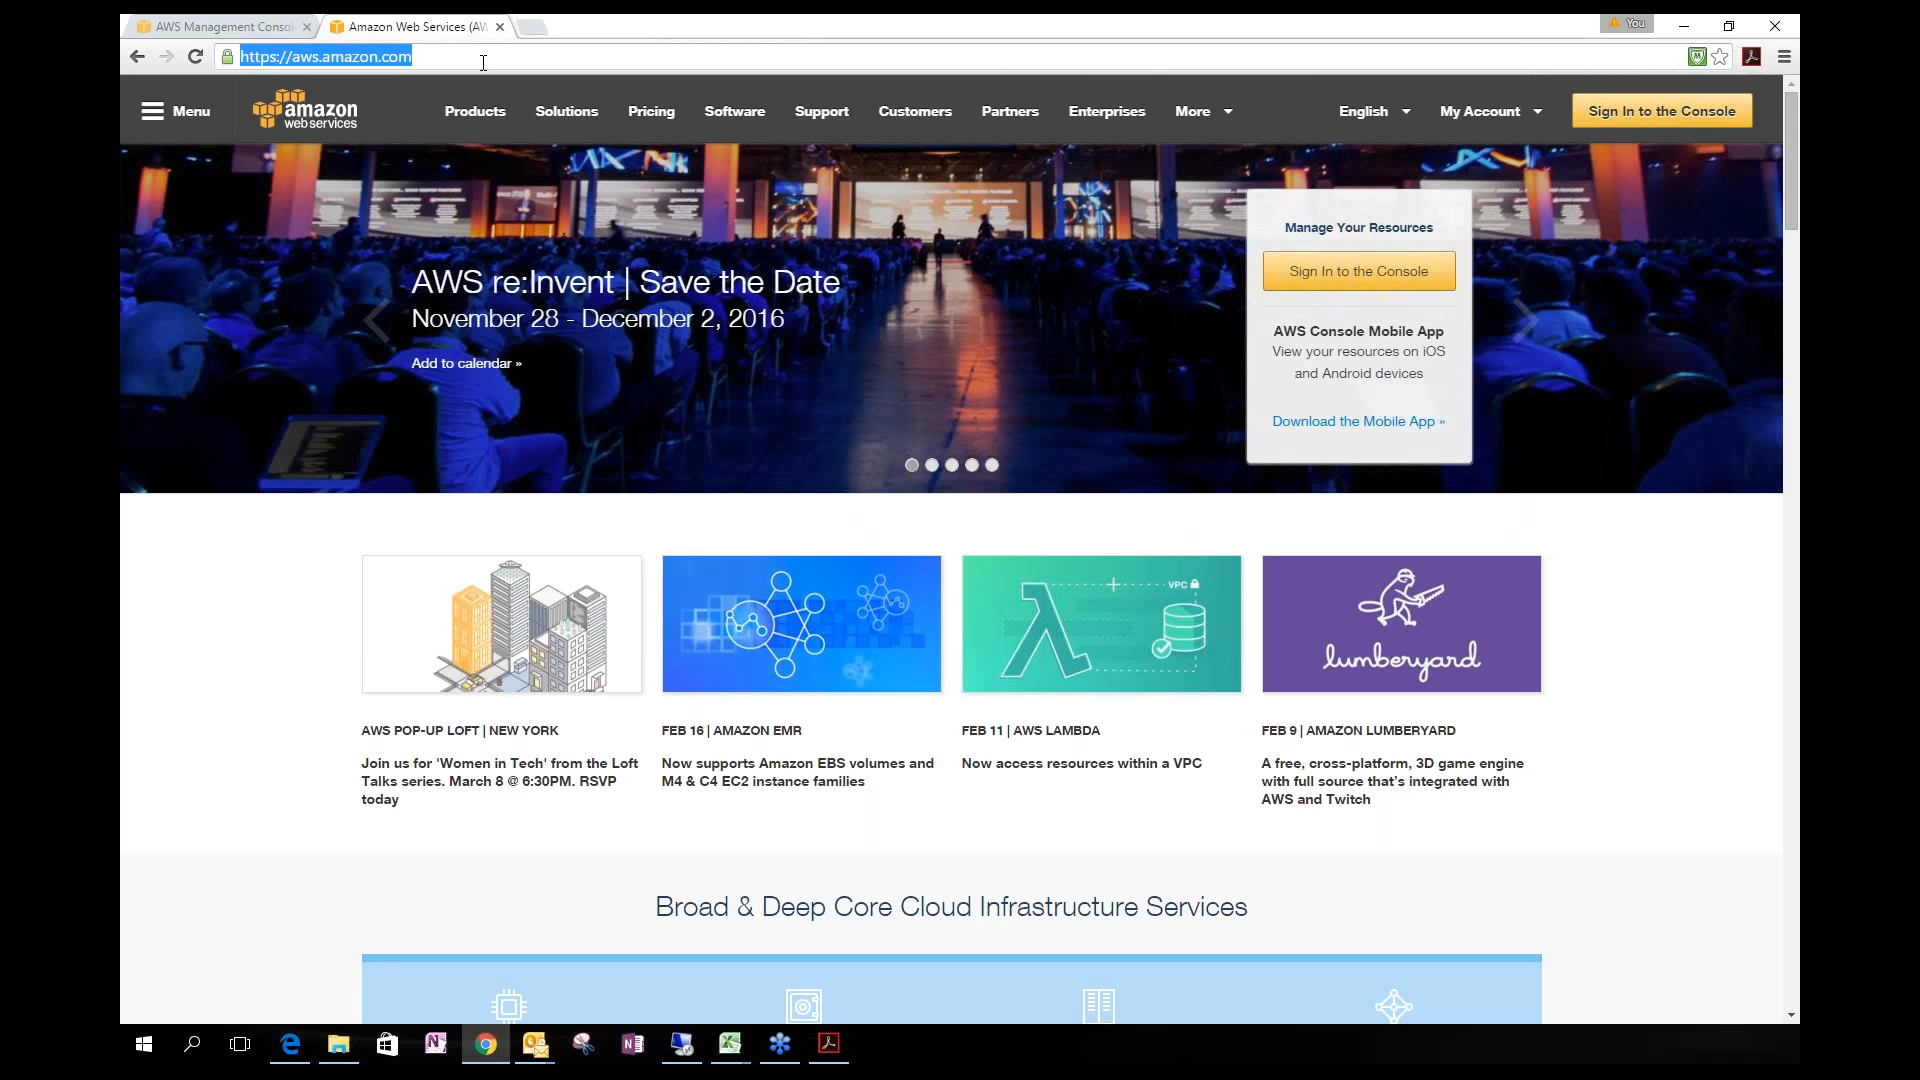 AWS Management Consol
Amazon Web Services (AW
You
https://aws.amazon.com
Menu
amazon
webservices
Products
Solutions
Pricing
Software
Support
Customers
Partners
Enterprises
More
English
My Account
Sign In to the Console
AWS re:Invent | Save the Date
November 28 - December 2, 2016
Add to calendar »
Manage Your Resources
Sign In to the Console
AWS Console Mobile App
View your resources on iOS
and Android devices
Download the Mobile App »
VPC
lumberyard
AWS POP-UP LOFT | NEW YORK
Join us for 'Women in Tech' from the Loft
Talks series. March 8 @ 6:30PM. RSVP
today
FEB 16 | AMAZON EMR
Now supports Amazon EBS volumes and
M4 & C4 EC2 instance families
FEB 11 | AWS LAMBDA
Now access resources within a VPC
FEB 9 | AMAZON LUMBERYARD
A free, cross-platform, 3D game engine
with full source that's integrated with
AWS and Twitch
Broad & Deep Core Cloud Infrastructure Services